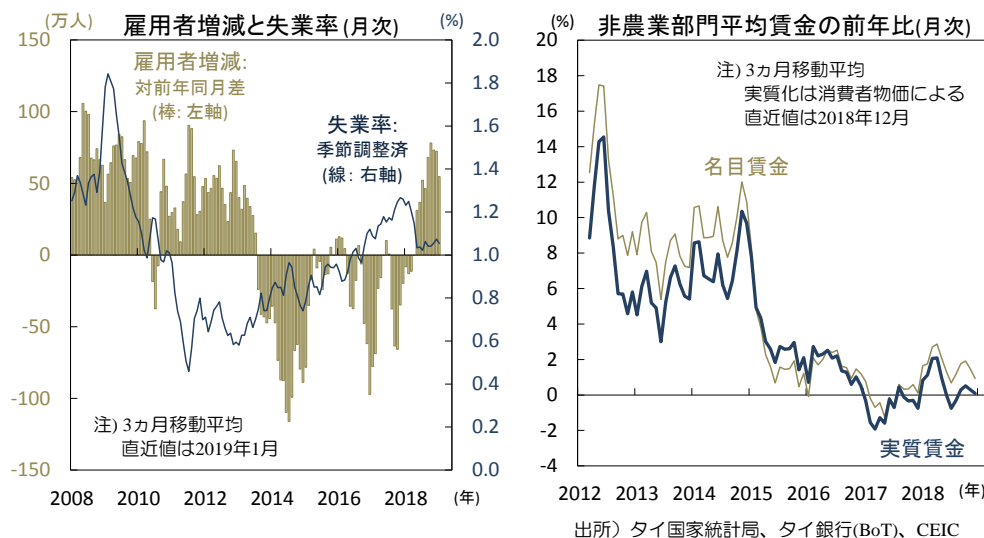 雇用者増減と失業率(月次)
(万人)
(%)
150
100
50
0
-50
-100
-150
2.0
1.8
1.6
1.4
1.2
1.0
0.8
0.6
0.4
0.2
0.0
雇用者増減:
対前年同月差
(棒: 左軸)
失業率:
季節調整済
(線: 右軸)
注) 3ヵ月移動平均
直近値は2019年1月
2008 2010 2012 2014 2016 2018 (年)
非農業部門平均賃金の前年比(月次)
(%)
20
18
16
14
12
10
8
6
4
2
0
-2
-4
注) 3ヵ月移動平均
実質化は消費者物価による
直近値は2018年12月
名目賃金
実質賃金
2012 2013 2014 2015 2016 2017 2018 (年)
出所）タイ国家統計局、タイ銀行(BoT)、CEIC